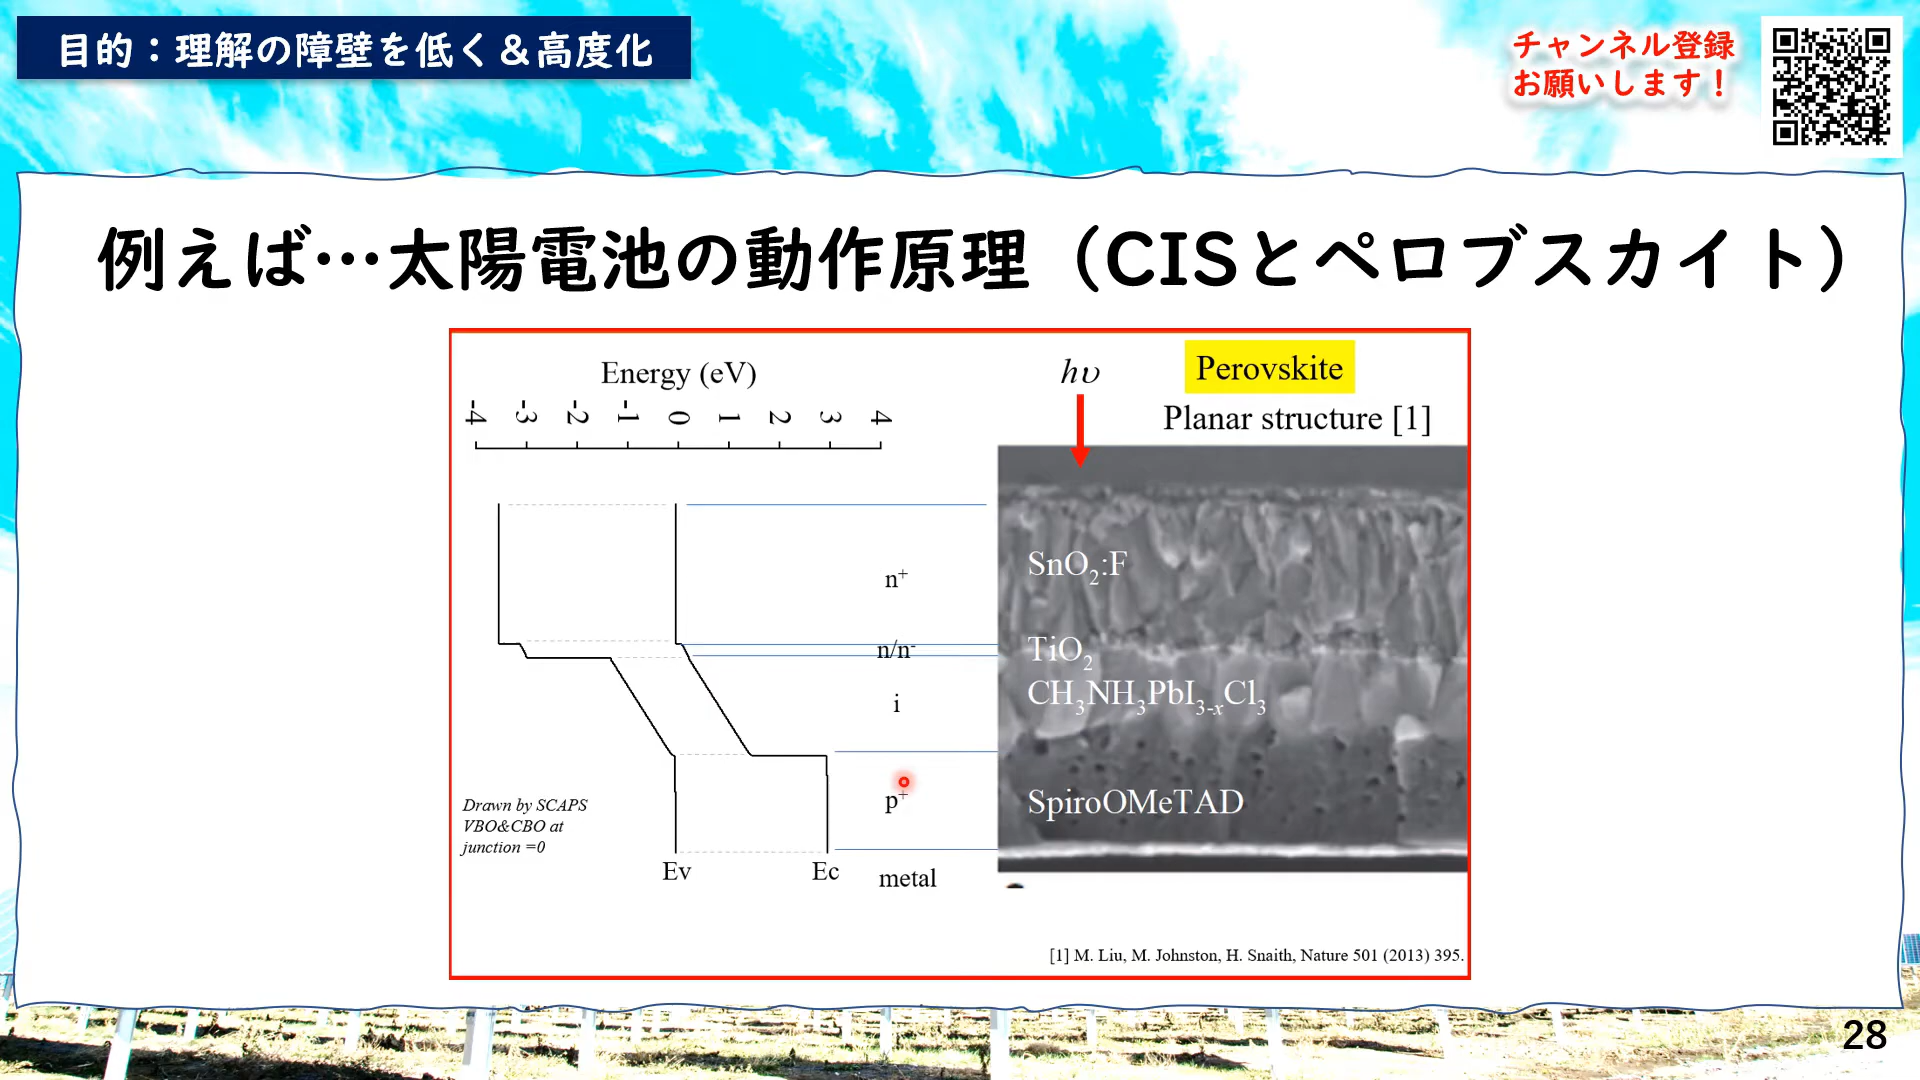 目的：理解の障壁を低く＆高度化
チャンネル登録
お願いします！
例えば…太陽電池の動作原理（CISとペロブスカイト）
Energy (eV)
-4 -3 -2 -1 0 1 2 3 4
hυ
Perovskite
Planar structure [1]
n⁺
SnO₂:F
n/n⁻
TiO₂
i
CH₃NH₃PbI₃₋ₓCl₃
p⁺
SpiroOMeTAD
Drawn by SCAPS
VBO&CBO at
junction =0
Ev
Ec
metal
[1] M. Liu, M. Johnston, H. Snaith, Nature 501 (2013) 395.
28